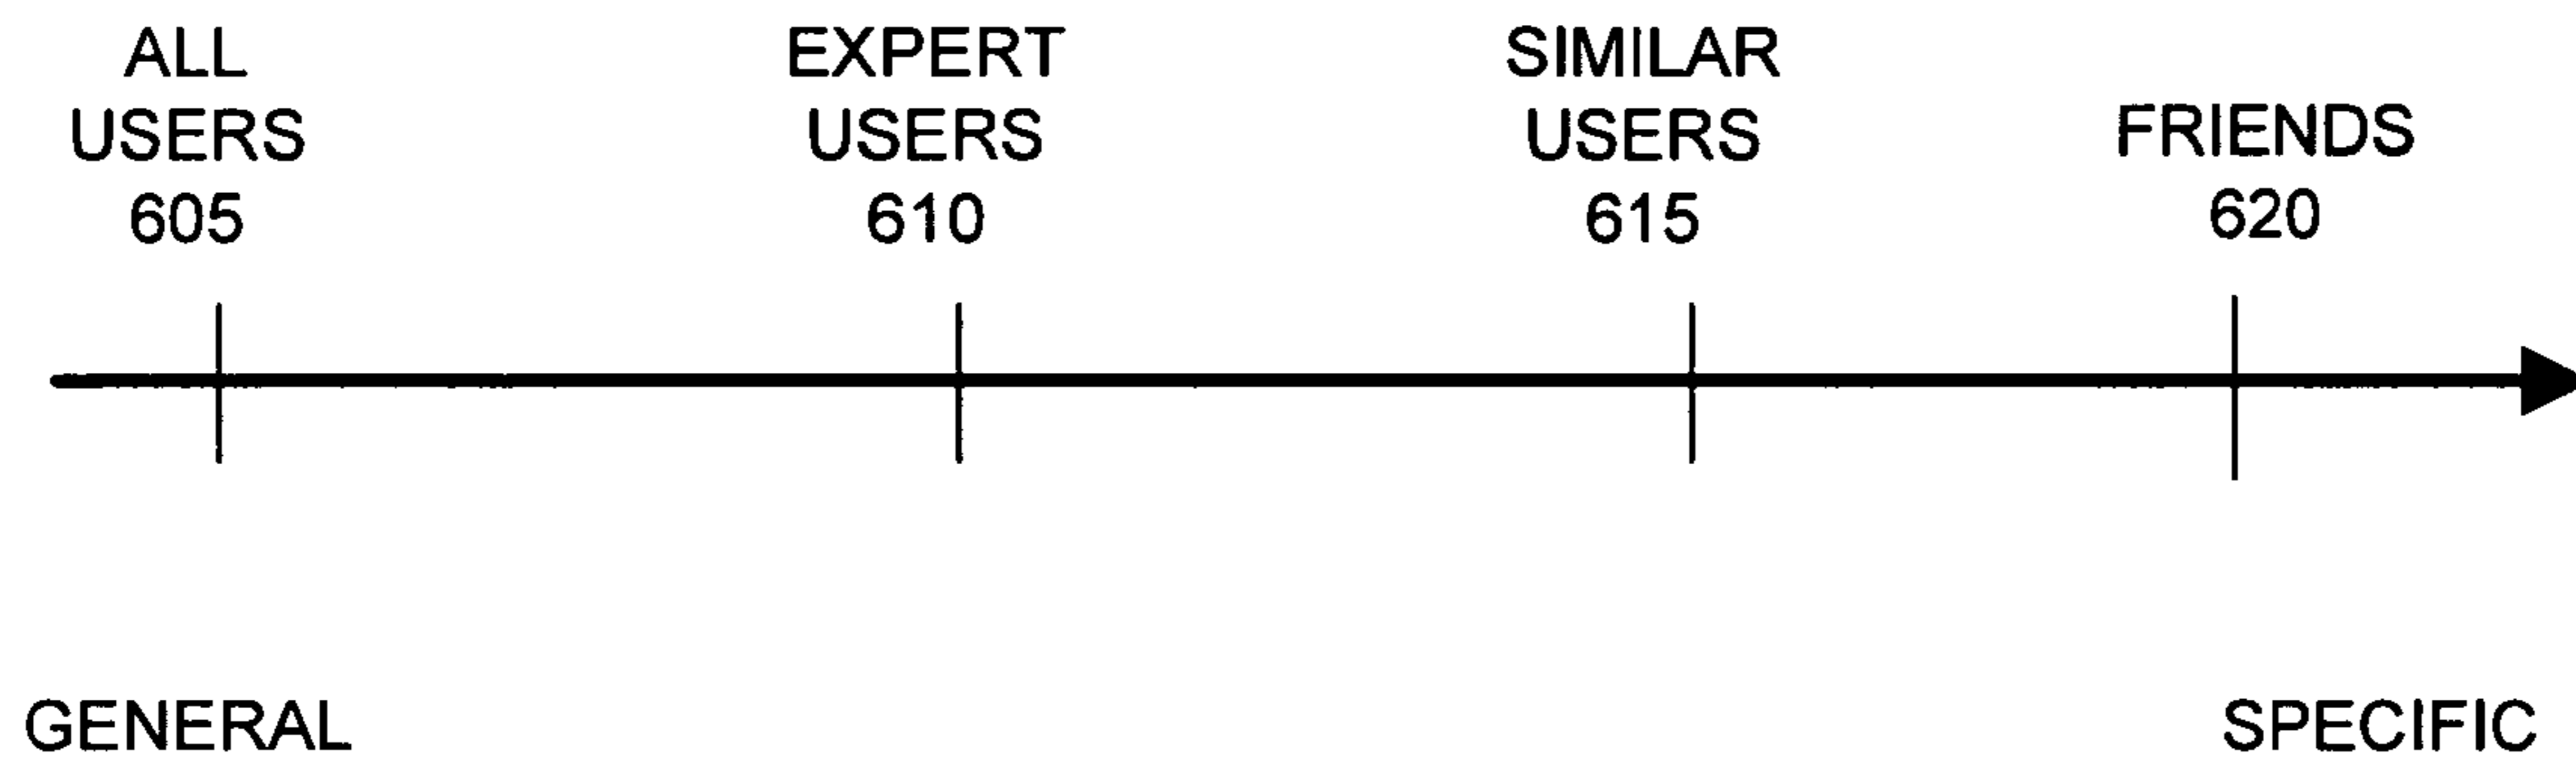 ALL
USERS
605
EXPERT
USERS
610
SIMILAR
USERS
615
FRIENDS
620
GENERAL
SPECIFIC